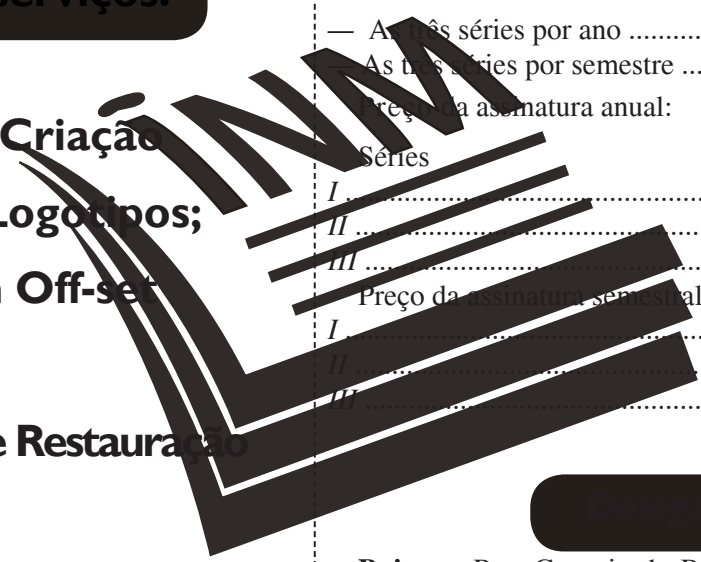 serviços:
Criação
Logotipos;
Off-set
e Restauração
INM
— As três séries por ano ..........
— As três séries por semestre ...
Preço da assinatura anual:
Séries
I ..........
II ..........
III ..........
Preço da assinatura semestral
I ..........
II ..........
III ..........